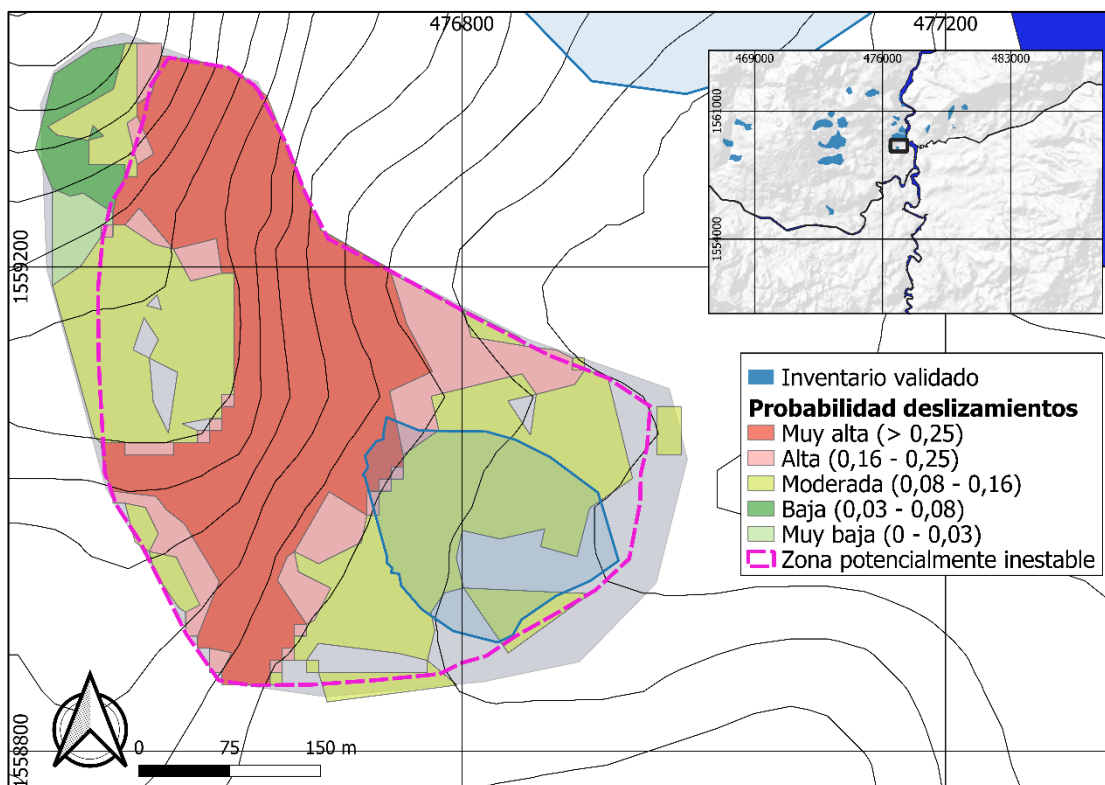 476800
477200
469000
476000
483000
1561000
1554000
1559200
1558800
Inventario validado
Probabilidad deslizamientos
Muy alta (> 0,25)
Alta (0,16 - 0,25)
Moderada (0,08 - 0,16)
Baja (0,03 - 0,08)
Muy baja (0 - 0,03)
Zona potencialmente inestable
0 75 150 m